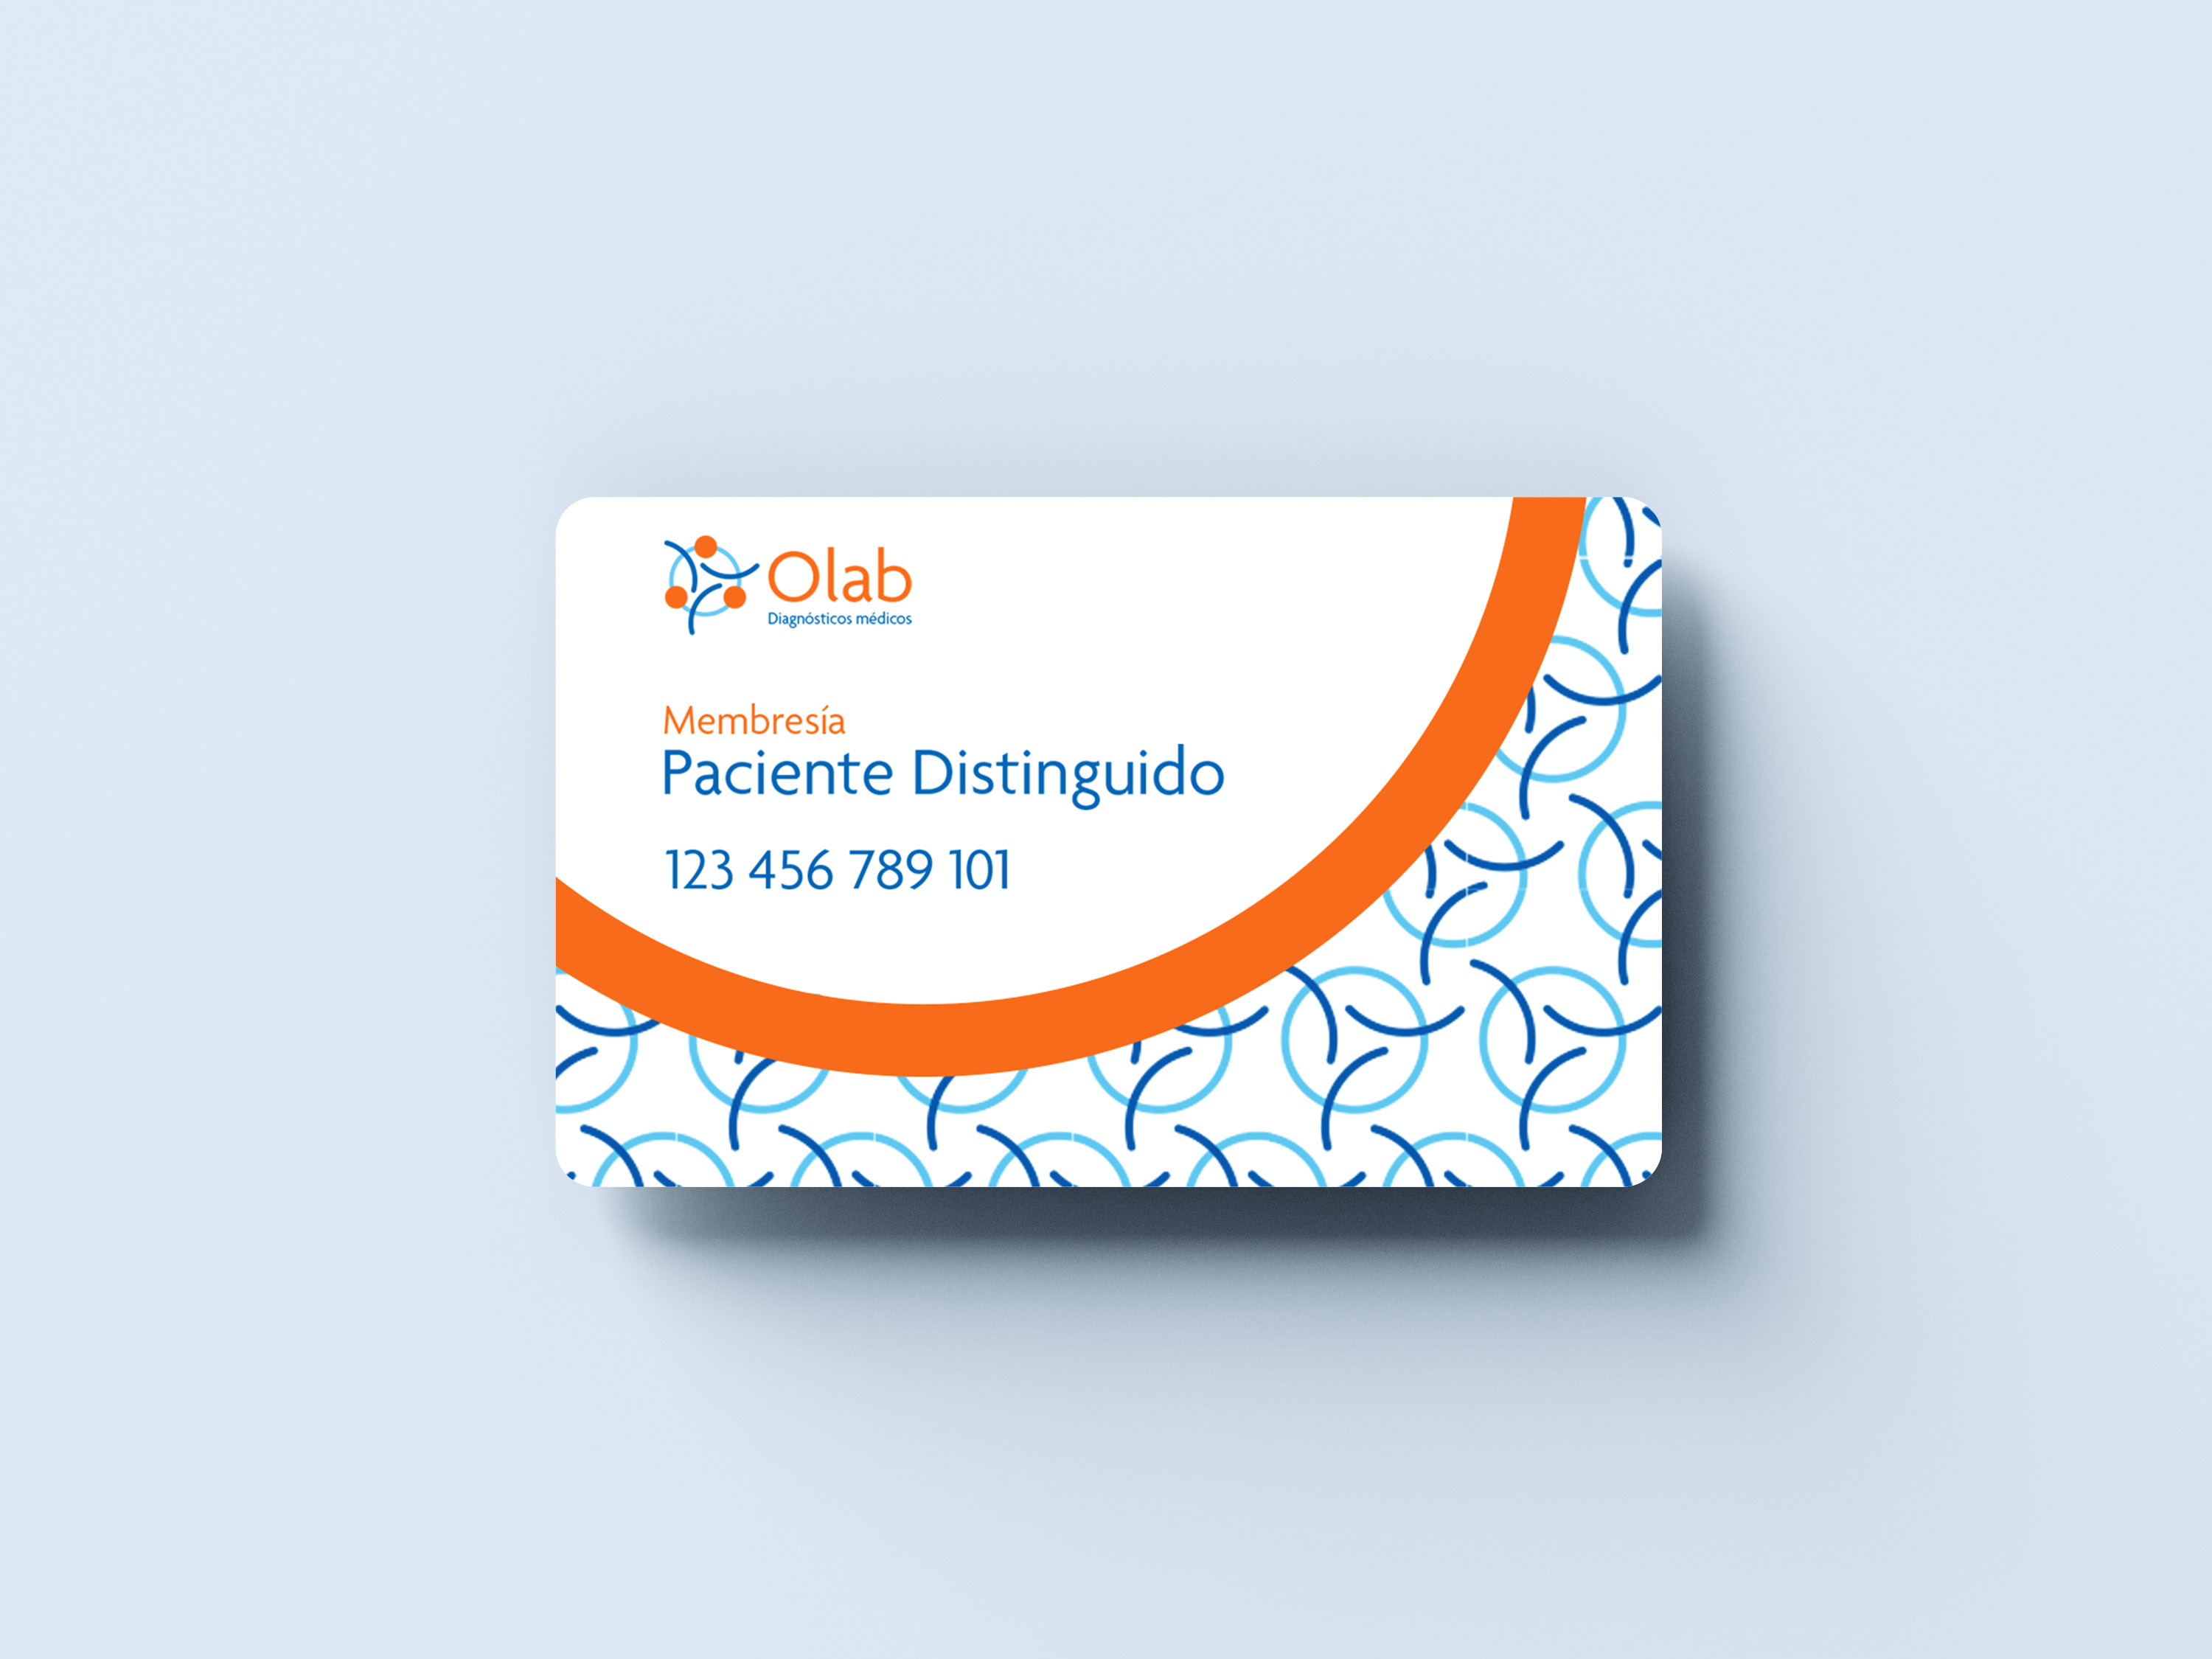 Olab
Diagnósticos médicos
Membresía
Paciente Distinguido
123 456 789 101